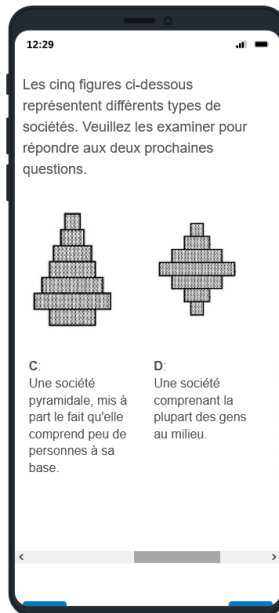 12:29
Les cinq figures ci-dessous
représentent différents types de
sociétés. Veuillez les examiner pour
répondre aux deux prochaines
questions.
C:
Une société
pyramidale, mis à
part le fait qu'elle
comprend peu de
personnes à sa
base.
D:
Une société
comprenant la
plupart des gens
au milieu.